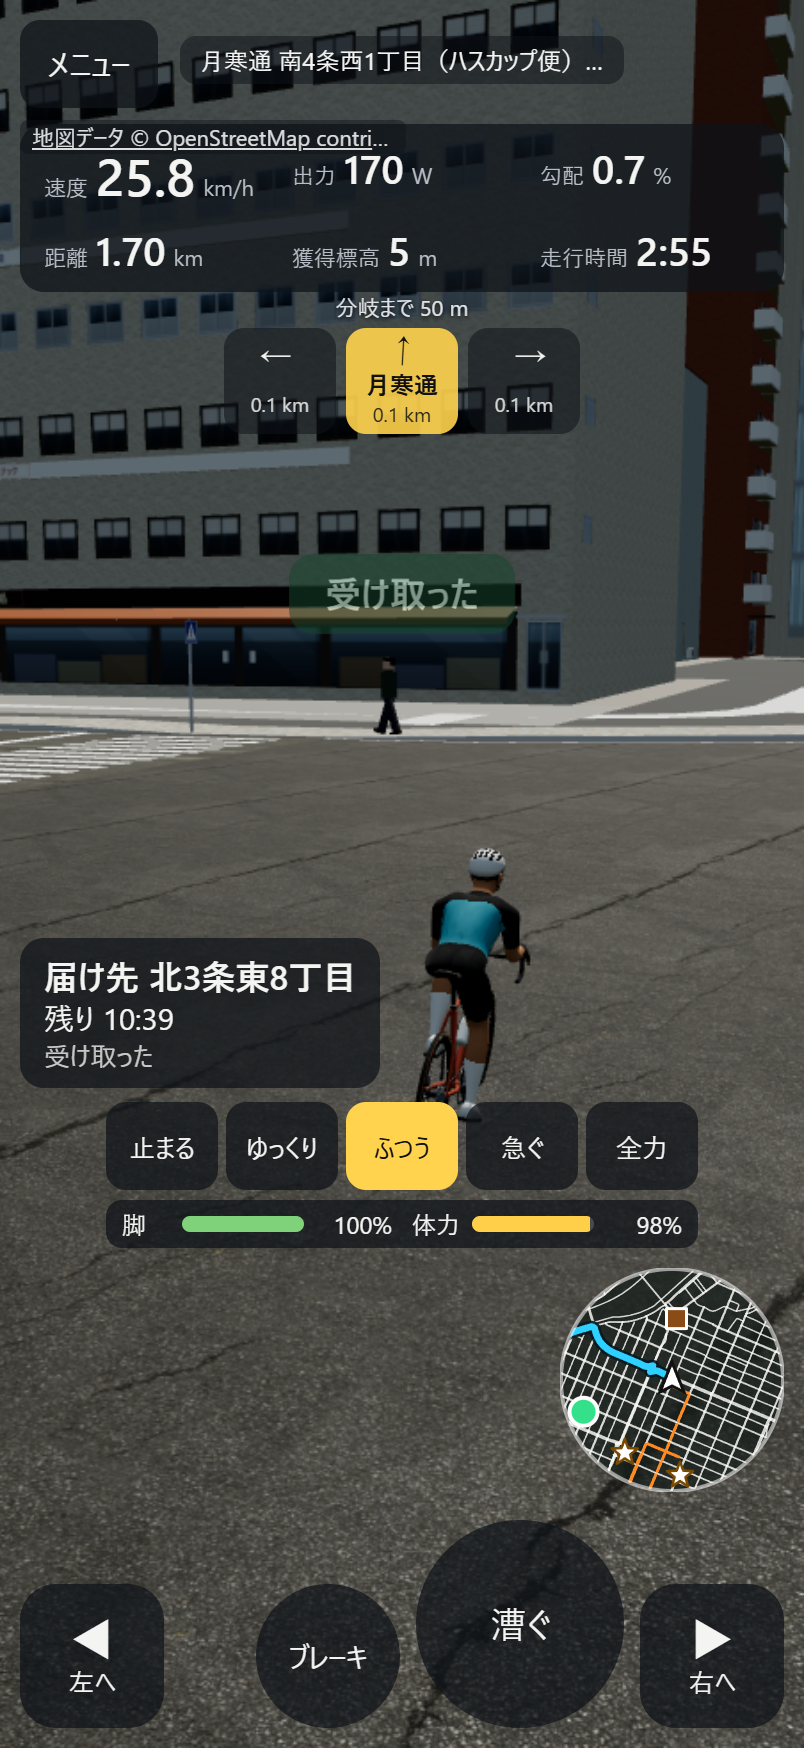 メニュー
月寒通 南4条西1丁目（ハスカップ便）...
地図データ © OpenStreetMap contri...
速度 25.8 km/h
出力 170 W
勾配 0.7 %
距離 1.70 km
獲得標高 5 m
走行時間 2:55
分岐まで 50 m
← ↑ →
月寒通
0.1 km 0.1 km 0.1 km
受け取った
届け先 北3条東8丁目
残り 10:39
受け取った
止まる ゆっくり ふつう 急ぐ 全力
脚 100% 体力 98%
漕ぐ
ブレーキ
◀ ▶
左へ 右へ